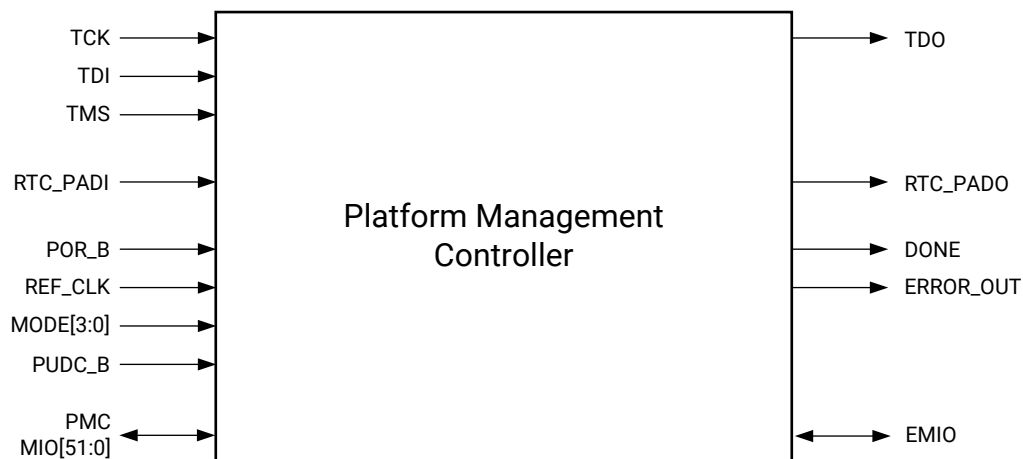 TCK
TDI
TMS
RTC_PADI
POR_B
REF_CLK
MODE[3:0]
PUDC_B
PMC
MIO[51:0]
Platform Management
Controller
TDO
RTC_PADO
DONE
ERROR_OUT
EMIO